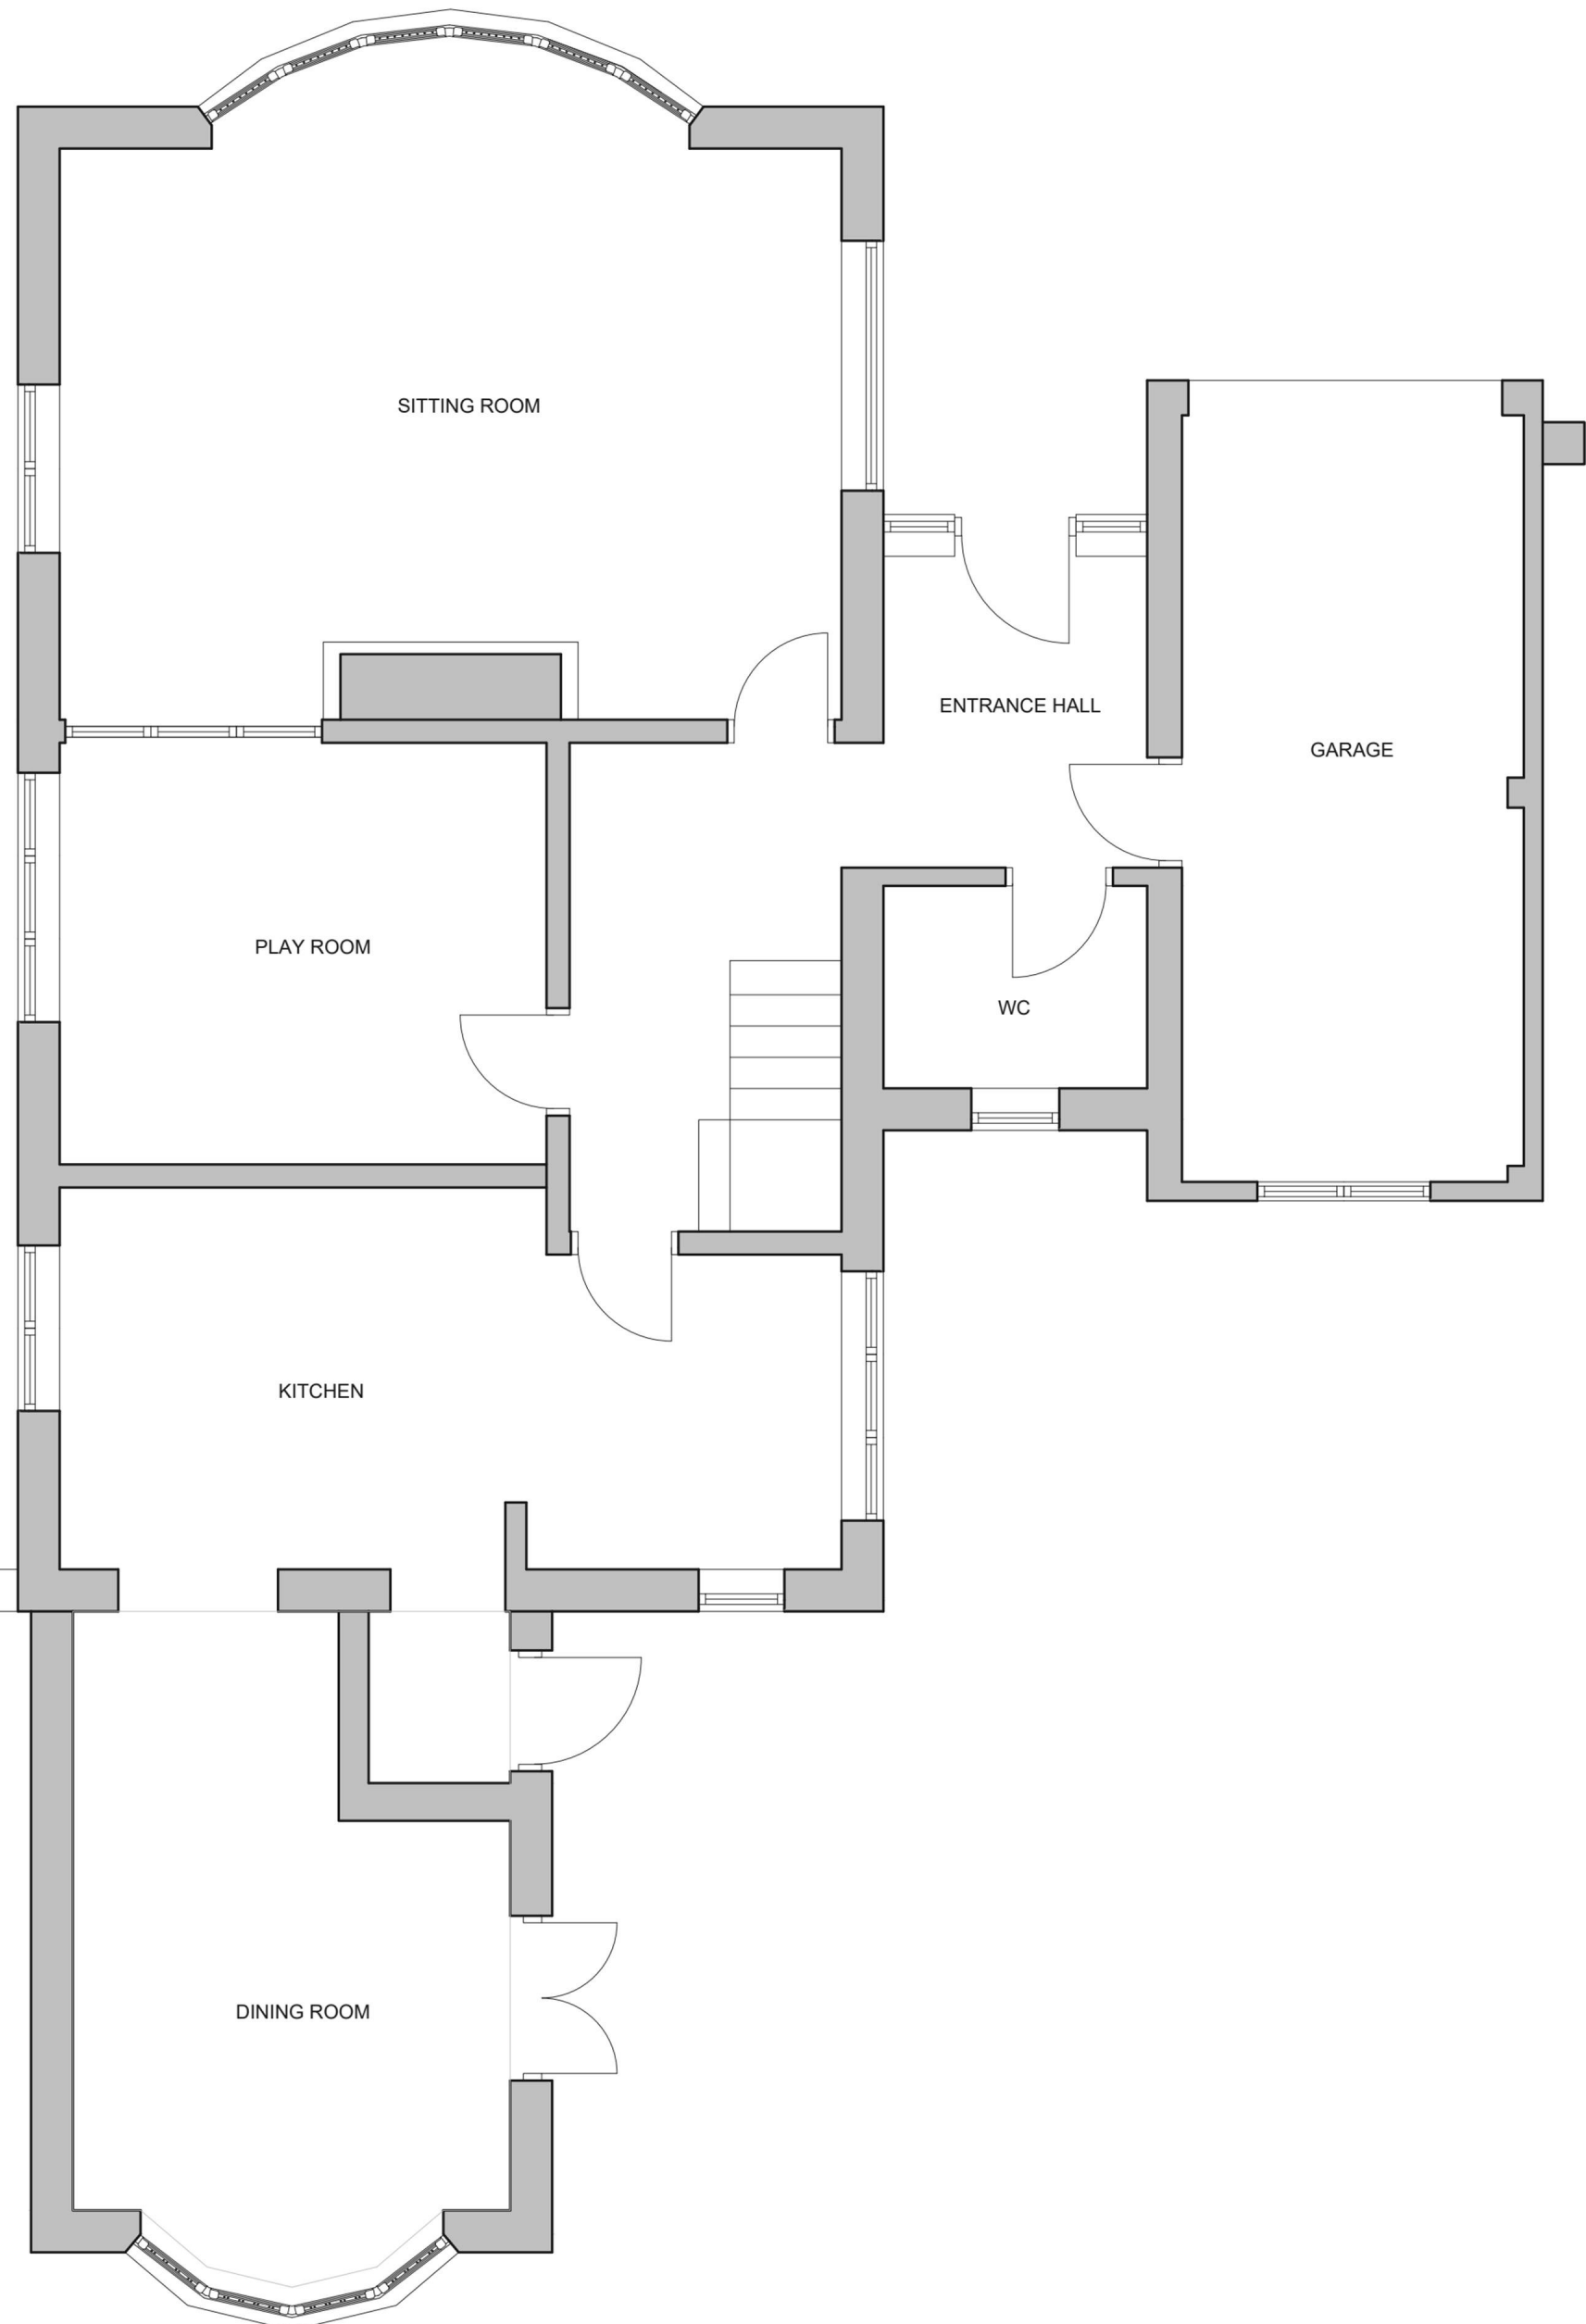 SITTING ROOM
ENTRANCE HALL
GARAGE
PLAY ROOM
WC
KITCHEN
DINING ROOM